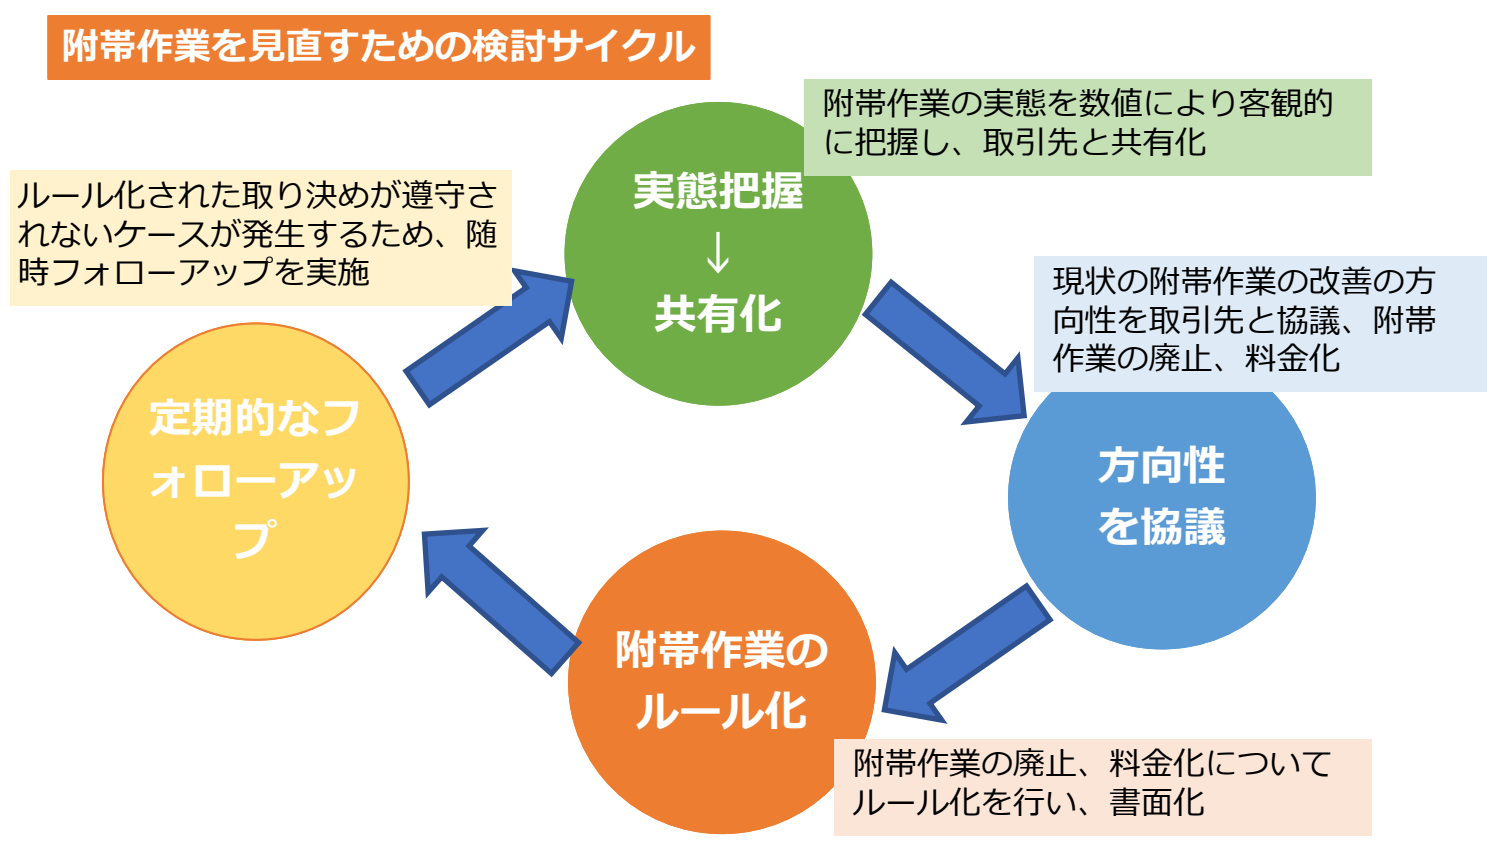 附帯作業を見直すための検討サイクル
附帯作業の実態を数値により客観的
に把握し、取引先と共有化
実態把握
↓
共有化
ルール化された取り決めが遵守さ
れないケースが発生するため、随
時フォローアップを実施
現状の附帯作業の改善の方
向性を取引先と協議、附帯
作業の廃止、料金化
方向性
を協議
定期的なフ
ォローアッ
プ
附帯作業の
ルール化
附帯作業の廃止、料金化について
ルール化を行い、書面化